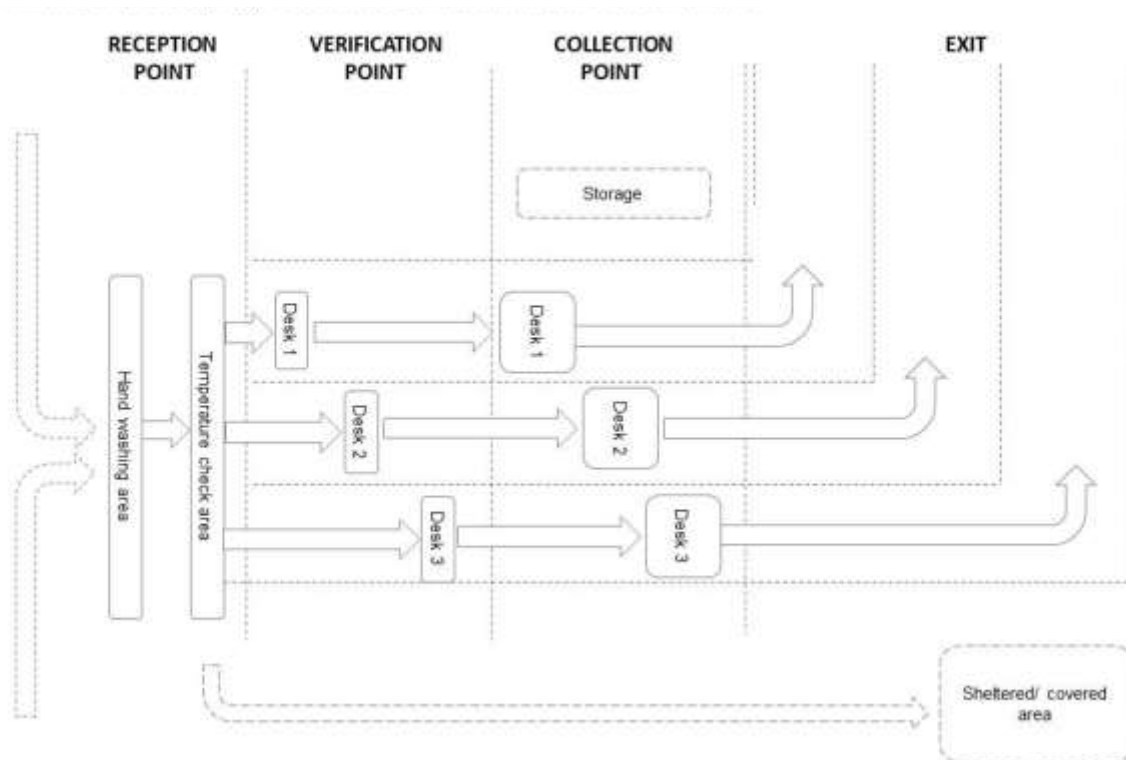 RECEPTION
POINT
VERIFICATION
POINT
COLLECTION
POINT
EXIT
Storage
Hand washing area
Temperature check area
Desk 1
Desk 1
Desk 2
Desk 2
Desk 3
Desk 3
Sheltered/ covered
area